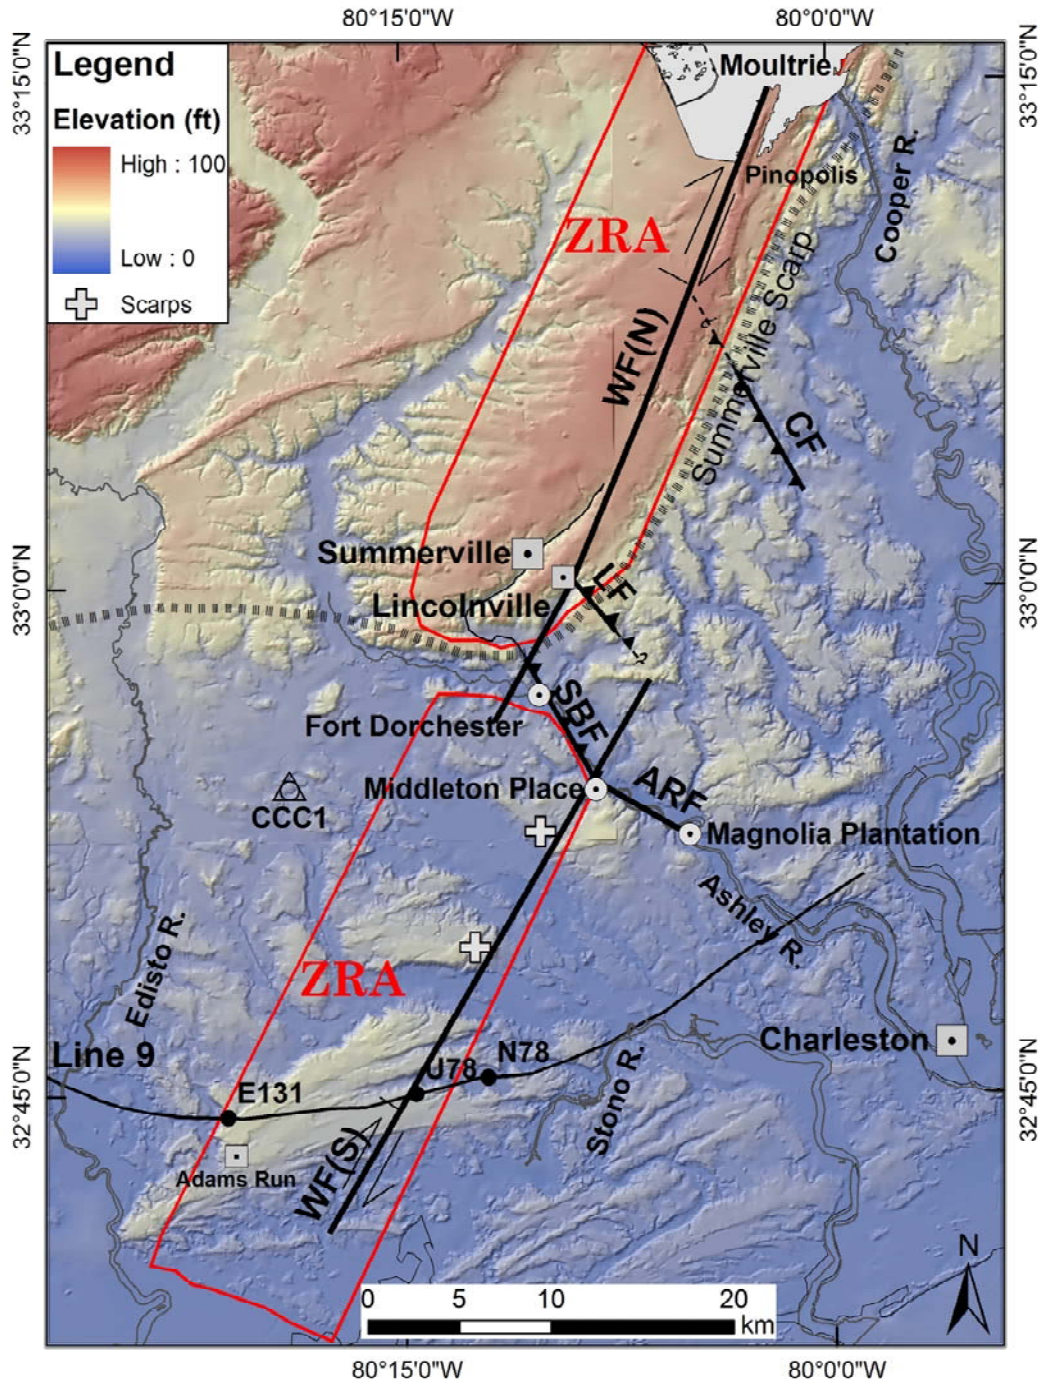 80°15'0"W
80°0'0"W
33°15'0"N
33°15'0"N
Legend
Elevation (ft)
High : 100
Low : 0
Scarps
Moultrie
Pinopolis
Cooper R.
ZRA
Summerville Scarp
WF(N)
CF
Summerville
33°0'0"N
33°0'0"N
Lincolnville
LF
?
Fort Dorchester
SBF
Middleton Place
ARF
CCC1
Magnolia Plantation
Ashley R.
Edisto R.
ZRA
Charleston
Line 9
U78
N78
E131
Stono R.
32°45'0"N
32°45'0"N
Adams Run
WF(S)
N
0 5 10 20
km
80°15'0"W
80°0'0"W